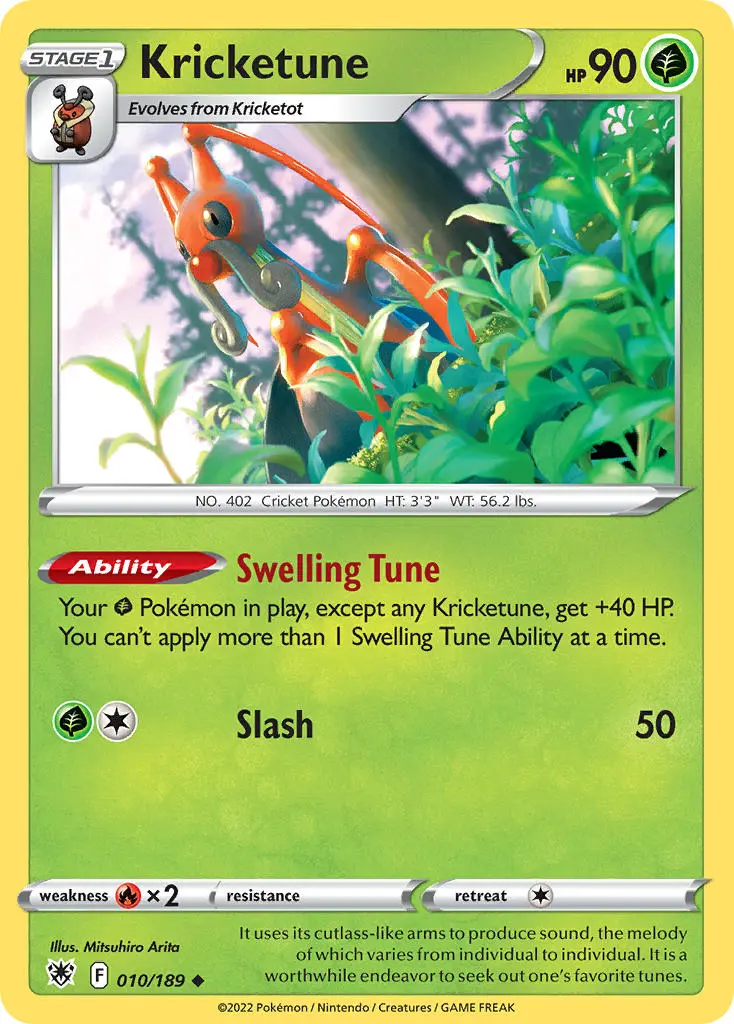 STAGE 1
Kricketune
HP 90
Evolves from Kricketot
NO. 402 Cricket Pokémon HT: 3'3" WT: 56.2 lbs.
Ability Swelling Tune
Your Pokémon in play, except any Kricketune, get +40 HP.
You can't apply more than 1 Swelling Tune Ability at a time.
Slash 50
weakness ×2 resistance retreat
Illus. Mitsuhiro Arita
It uses its cutlass-like arms to produce sound, the melody
of which varies from individual to individual. It is a
worthwhile endeavor to seek out one's favorite tunes.
F 010/189
©2022 Pokémon / Nintendo / Creatures / GAME FREAK